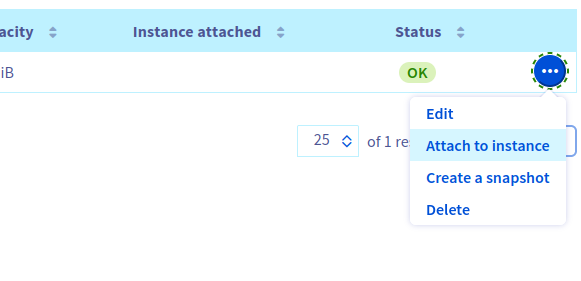 acity Instance attached Status
iB OK
Edit
25 of 1 re
Attach to instance
Create a snapshot
Delete